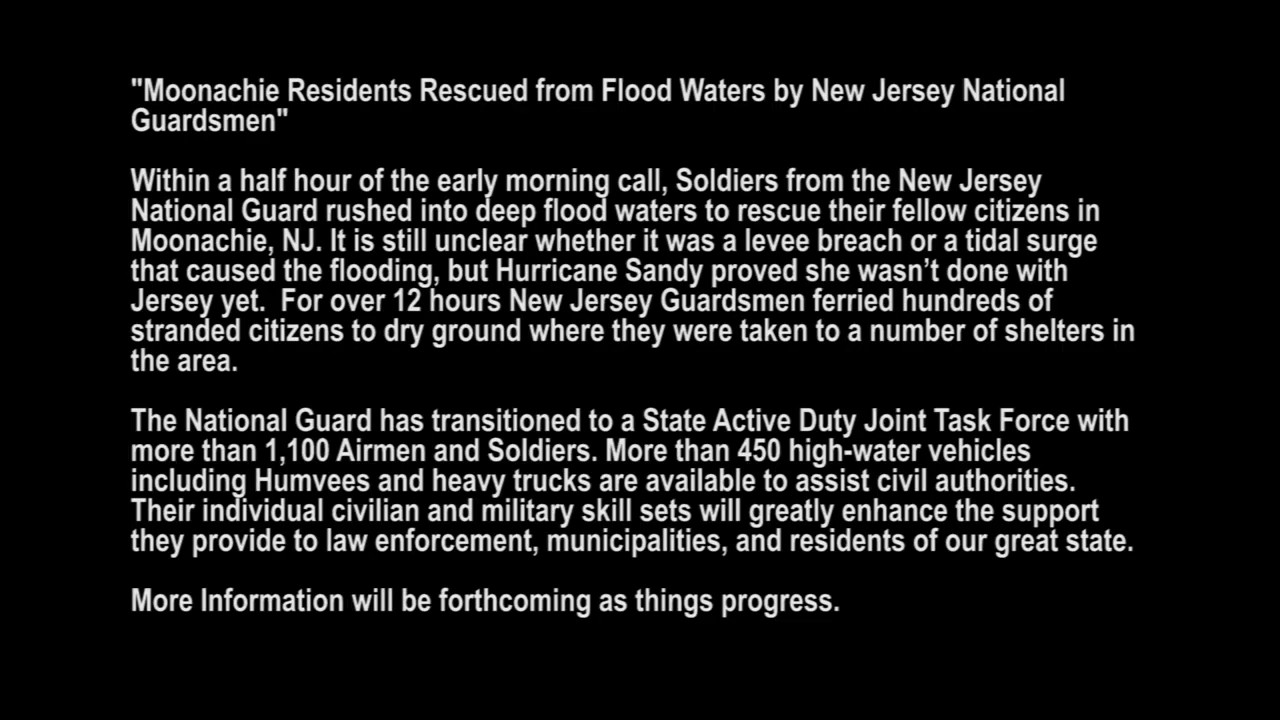 "Moonachie Residents Rescued from Flood Waters by New Jersey National
Guardsmen"
Within a half hour of the early morning call, Soldiers from the New Jersey
National Guard rushed into deep flood waters to rescue their fellow citizens in
Moonachie, NJ. It is still unclear whether it was a levee breach or a tidal surge
that caused the flooding, but Hurricane Sandy proved she wasn’t done with
Jersey yet.  For over 12 hours New Jersey Guardsmen ferried hundreds of
stranded citizens to dry ground where they were taken to a number of shelters in
the area.
The National Guard has transitioned to a State Active Duty Joint Task Force with
more than 1,100 Airmen and Soldiers. More than 450 high-water vehicles
including Humvees and heavy trucks are available to assist civil authorities.
Their individual civilian and military skill sets will greatly enhance the support
they provide to law enforcement, municipalities, and residents of our great state.
More Information will be forthcoming as things progress.